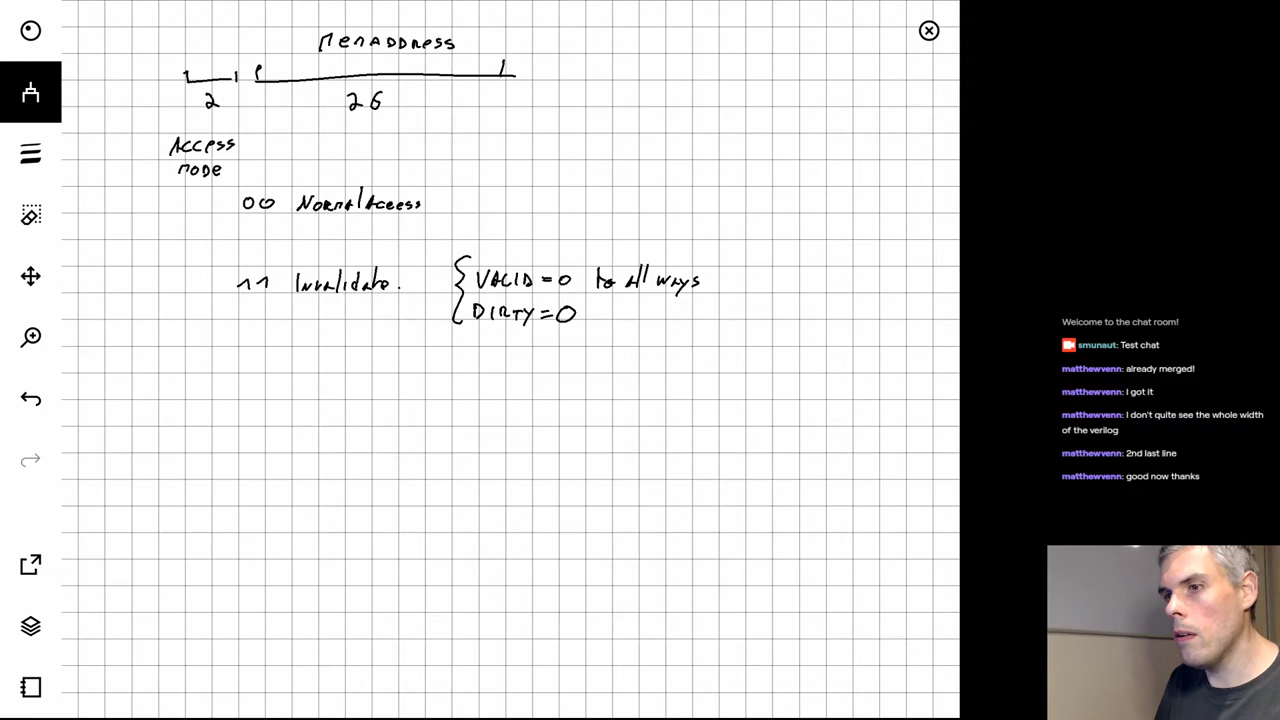 MEMADDRESS
2 26
ACCESS
MODE
00 Normal Access
11 Invalidate. { VALID = 0 to all ways
DIRTY = 0
Welcome to the chat room!
smunaut: Test chat
matthewvenn: already merged!
matthewvenn: I got it
matthewvenn: I don't quite see the whole width
of the verilog
matthewvenn: 2nd last line
matthewvenn: good now thanks